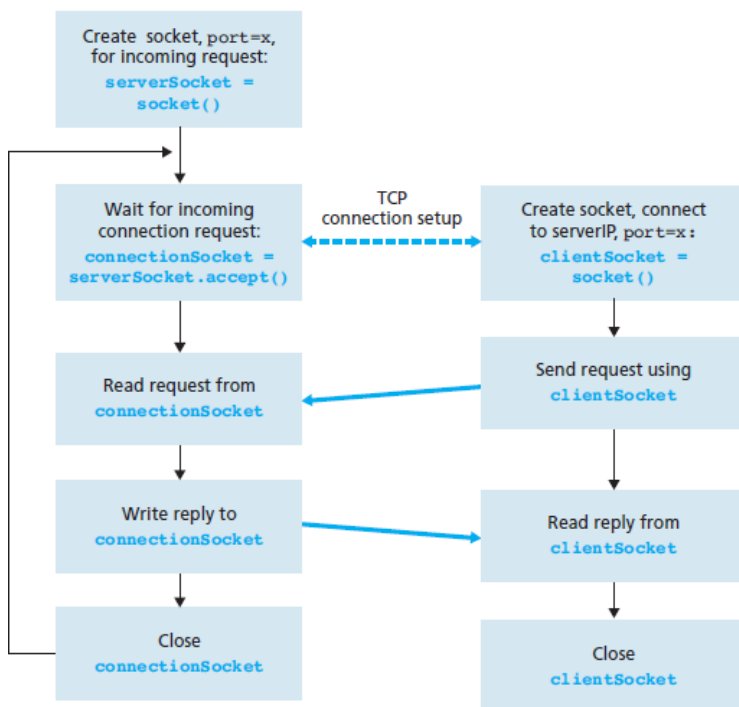 Create socket, port=x,
for incoming request:
serverSocket =
socket()
Wait for incoming
connection request:
connectionSocket =
serverSocket.accept()
TCP
connection setup
Create socket, connect
to serverIP, port=x:
clientSocket =
socket()
Read request from
connectionSocket
Send request using
clientSocket
Write reply to
connectionSocket
Read reply from
clientSocket
Close
connectionSocket
Close
clientSocket